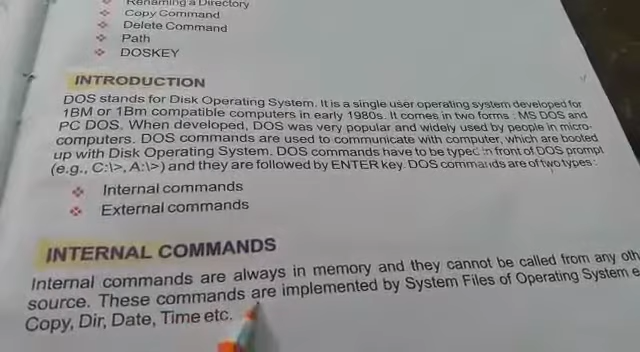 Renaming a Directory
❖ Copy Command
❖ Delete Command
❖ Path
❖ DOSKEY
INTRODUCTION
DOS stands for Disk Operating System. It is a single user operating system developed for
1BM or 1Bm compatible computers in early 1980s. It comes in two forms : MS DOS and
PC DOS. When developed, DOS was very popular and widely used by people in micro-
computers. DOS commands are used to communicate with computer, which are booted
up with Disk Operating System. DOS commands have to be typed in front of DOS prompt
(e.g., C:\>, A:\>) and they are followed by ENTER key. DOS commands are of two types:
❖ Internal commands
❖ External commands
INTERNAL COMMANDS
Internal commands are always in memory and they cannot be called from any oth
source. These commands are implemented by System Files of Operating System e
Copy, Dir, Date, Time etc.